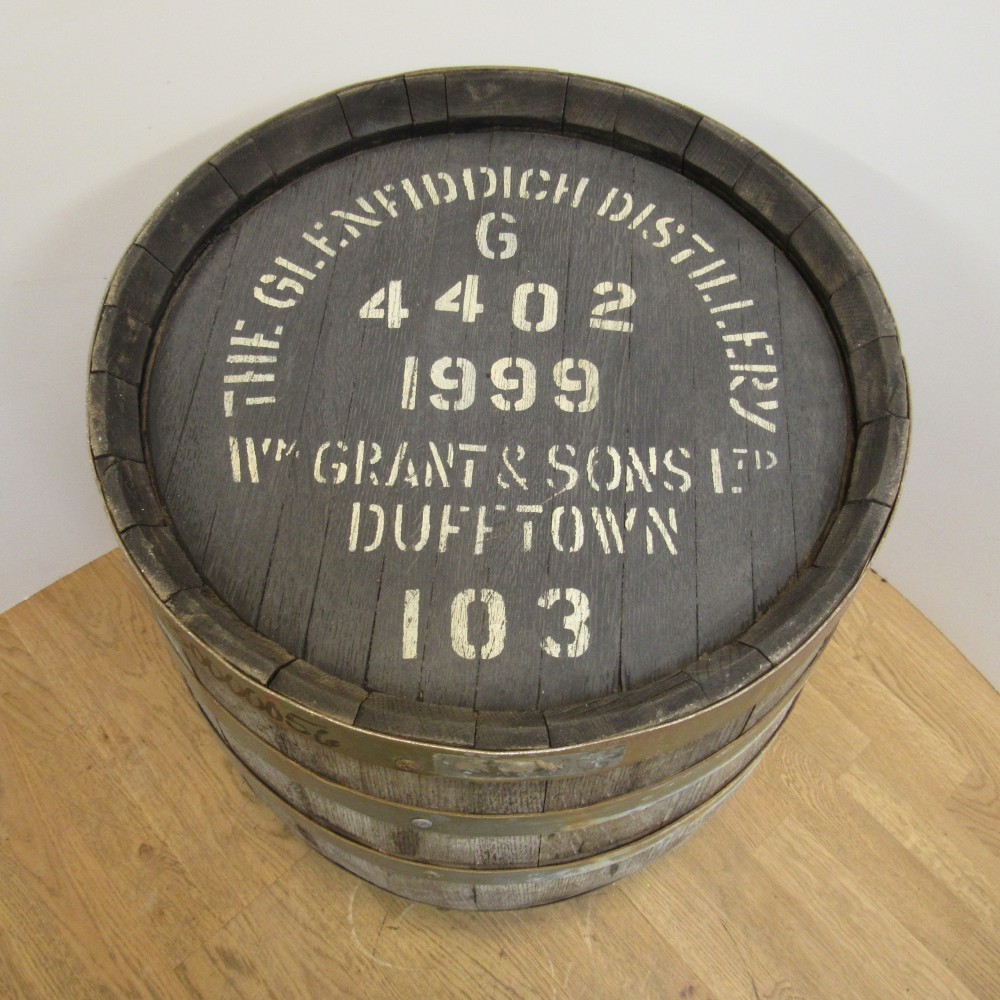 THE GLENFIDDICH DISTILLERY
G
4402
1999
Wᴹ GRANT & SONS Lᴰ
DUFFTOWN
103